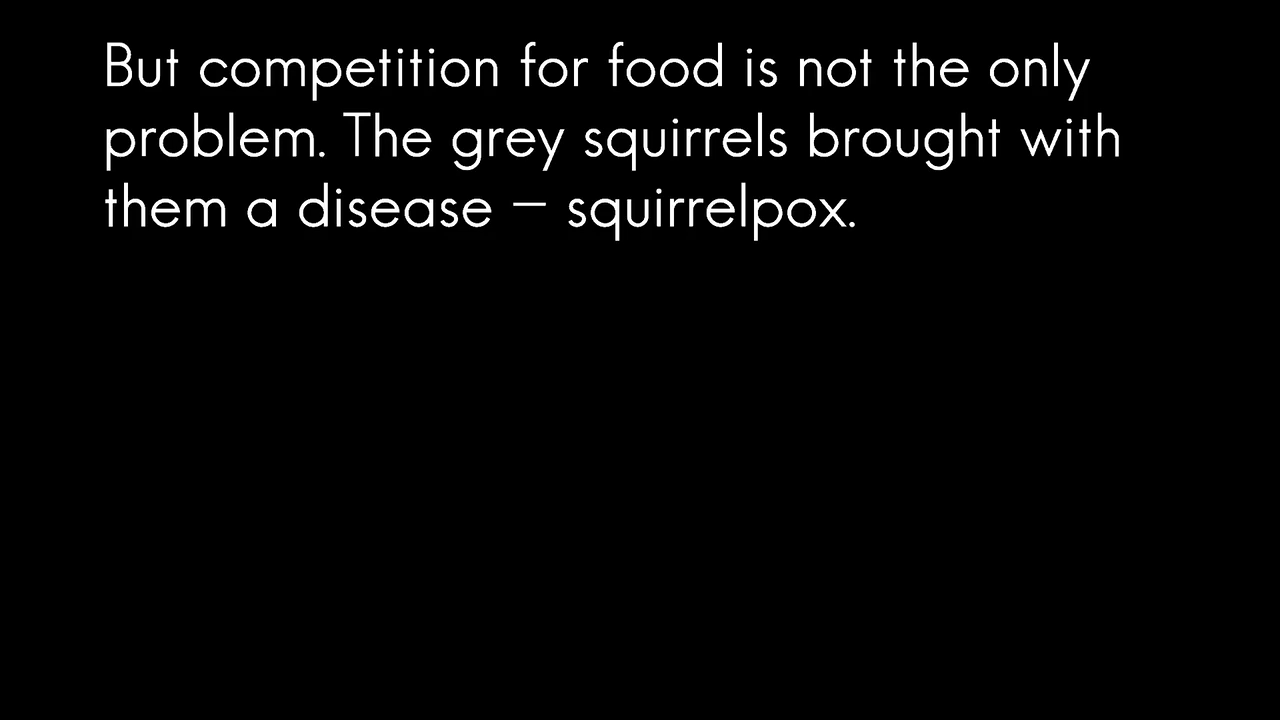 But competition for food is not the only
problem. The grey squirrels brought with
them a disease – squirrelpox.